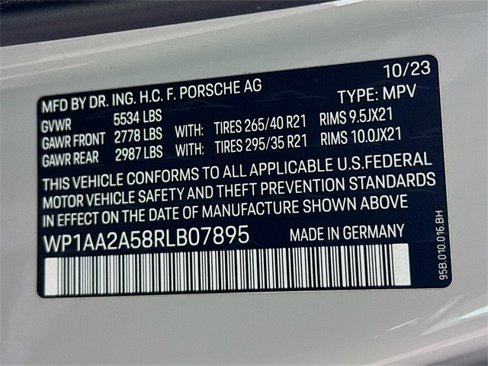 MFD BY DR. ING. H.C. F. PORSCHE AG 10/23
GVWR 5534 LBS TYPE: MPV
GAWR FRONT 2778 LBS WITH: TIRES 265/40 R21 RIMS 9.5JX21
GAWR REAR 2987 LBS WITH: TIRES 295/35 R21 RIMS 10.0JX21
THIS VEHICLE CONFORMS TO ALL APPLICABLE U.S.FEDERAL
MOTOR VEHICLE SAFETY AND THEFT PREVENTION STANDARDS
IN EFFECT ON THE DATE OF MANUFACTURE SHOWN ABOVE
WP1AA2A58RLB07895 MADE IN GERMANY
95B.010.016.BH